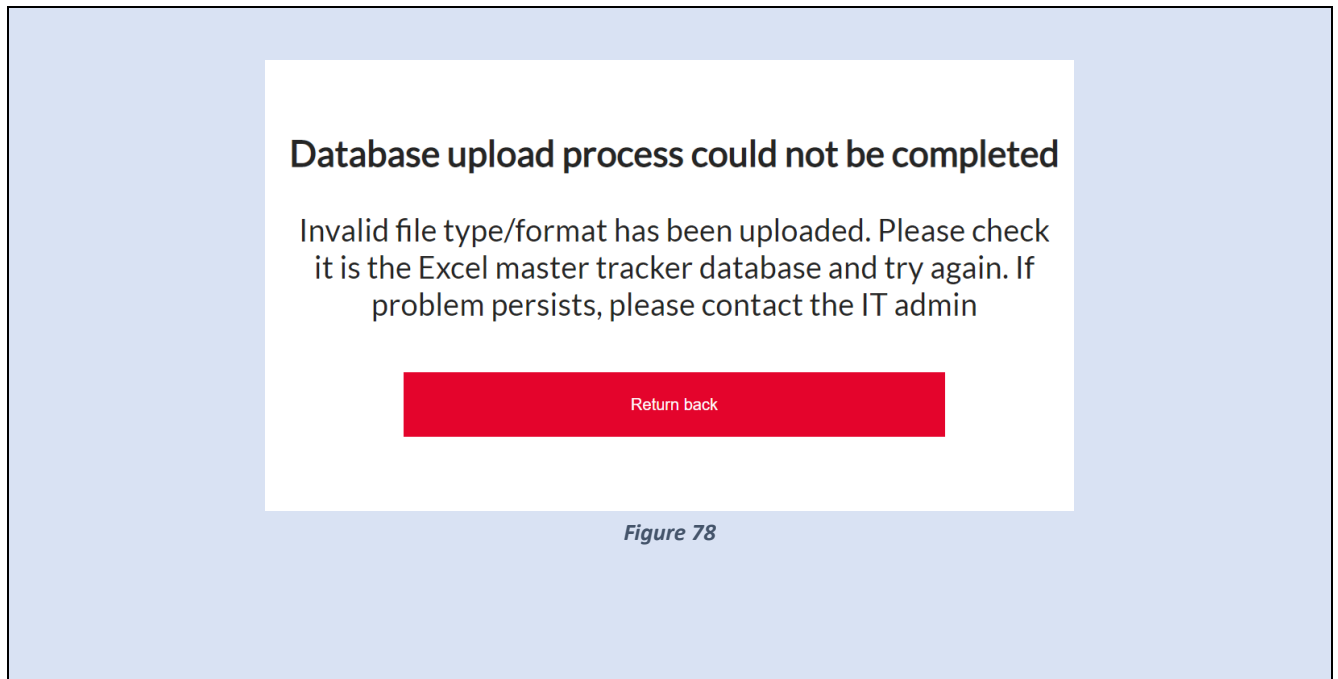 Database upload process could not be completed
Invalid file type/format has been uploaded. Please check
it is the Excel master tracker database and try again. If
problem persists, please contact the IT admin
Return back
Figure 78